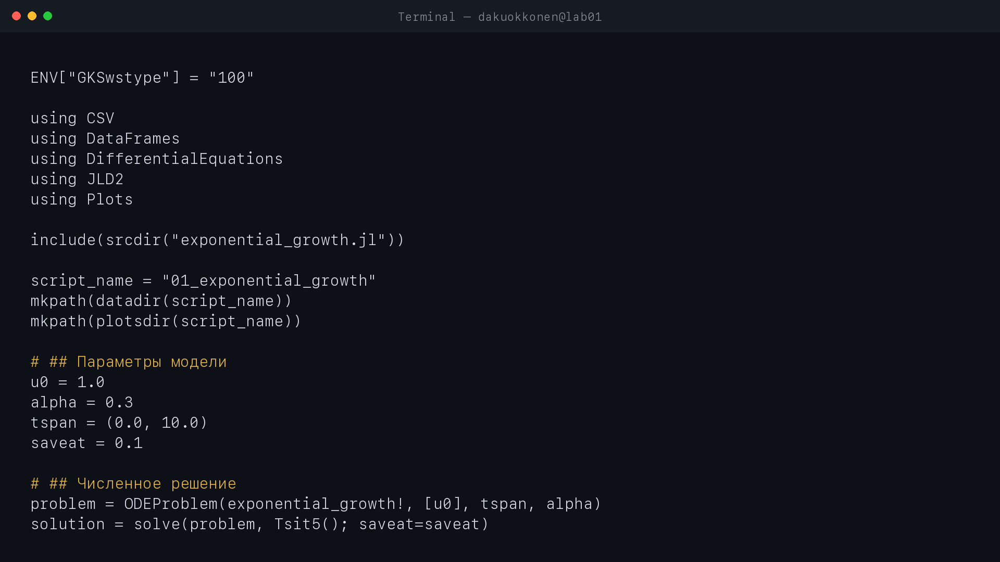 Terminal — dakuokkonen@lab01
ENV["GKSwstype"] = "100"
using CSV
using DataFrames
using DifferentialEquations
using JLD2
using Plots
include(srcdir("exponential_growth.jl"))
script_name = "01_exponential_growth"
mkpath(datadir(script_name))
mkpath(plotsdir(script_name))
# ## Параметры модели
u0 = 1.0
alpha = 0.3
tspan = (0.0, 10.0)
saveat = 0.1
# ## Численное решение
problem = ODEProblem(exponential_growth!, [u0], tspan, alpha)
solution = solve(problem, Tsit5(); saveat=saveat)